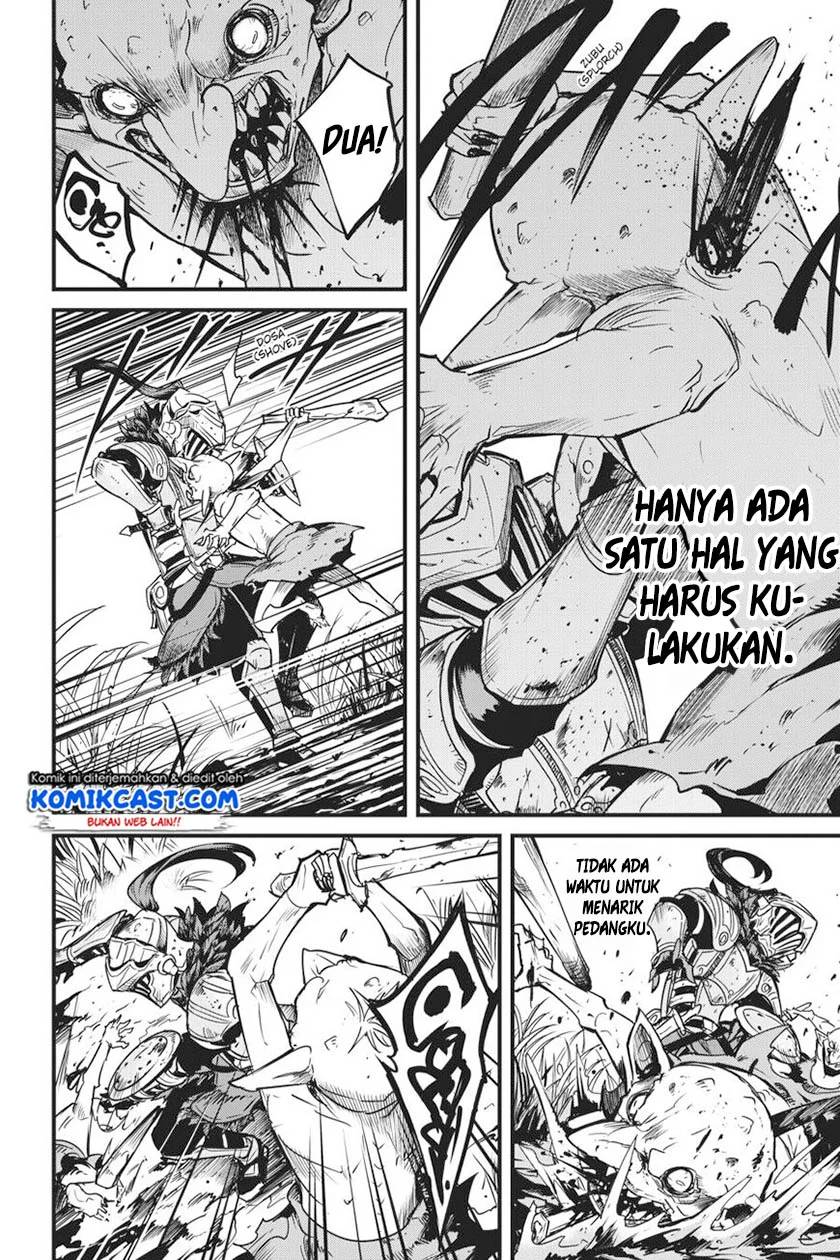 ZUBU
(SPLORCH)
HANYA ADA
SATU HAL YANG
HARUS KU-
LAKUKAN.
DUA!
DOSA
(SHOVE)
Komik ini diterjemahkan & diedit oleh
KOMIKCAST.COM
BUKAN WEB LAIN!!
TIDAK ADA
WAKTU UNTUK
MENARIK
PEDANGKU.